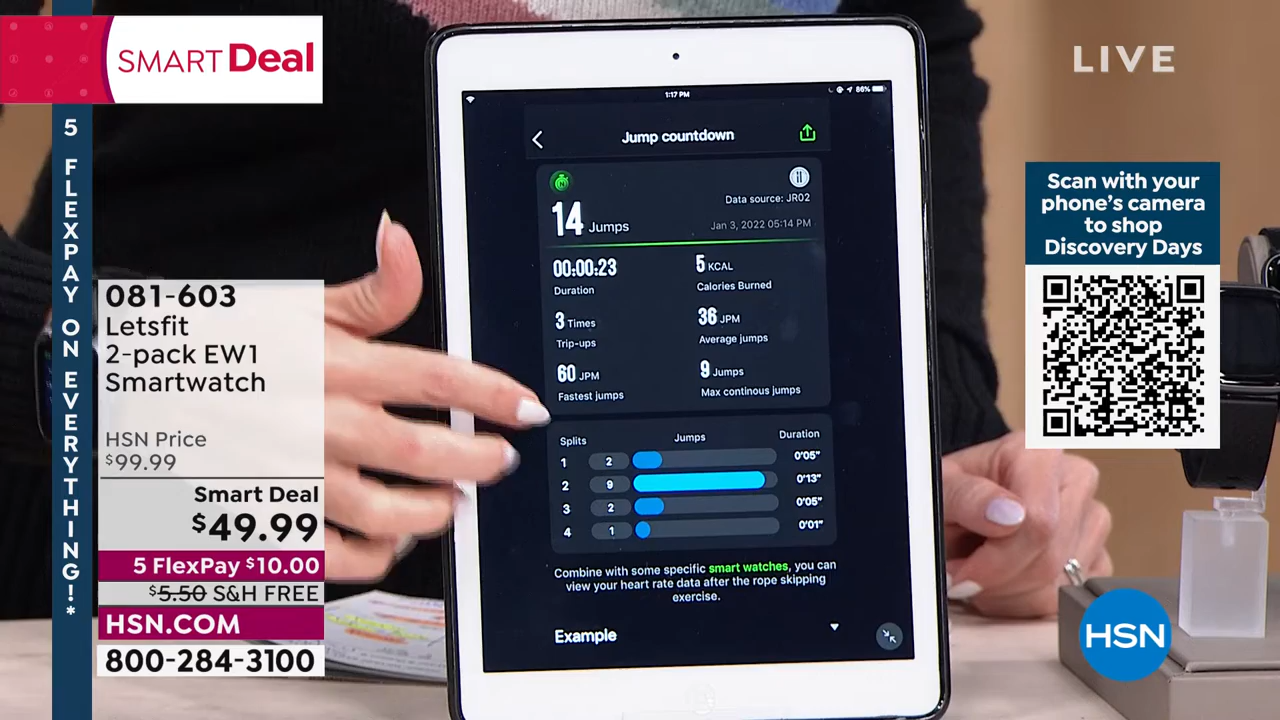 SMART Deal
5 FLEXPAY ON EVERYTHING!*
081-603
Letsfit
2-pack EW1
Smartwatch
HSN Price
$99.99
Smart Deal
$49.99
5 FlexPay $10.00
$5.50 S&H FREE
HSN.COM
800-284-3100
1:17 PM
86%
Jump countdown
Data source: JR02
14 Jumps
Jan 3, 2022 05:14 PM
00:00:23
Duration
5 KCAL
Calories Burned
3 Times
Trip-ups
36 JPM
Average jumps
60 JPM
Fastest jumps
9 Jumps
Max continous jumps
Splits Jumps Duration
1 2 0'05"
2 9 0'13"
3 2 0'05"
4 1 0'01"
Combine with some specific smart watches, you can
view your heart rate data after the rope skipping
exercise.
Example
LIVE
Scan with your
phone's camera
to shop
Discovery Days
HSN